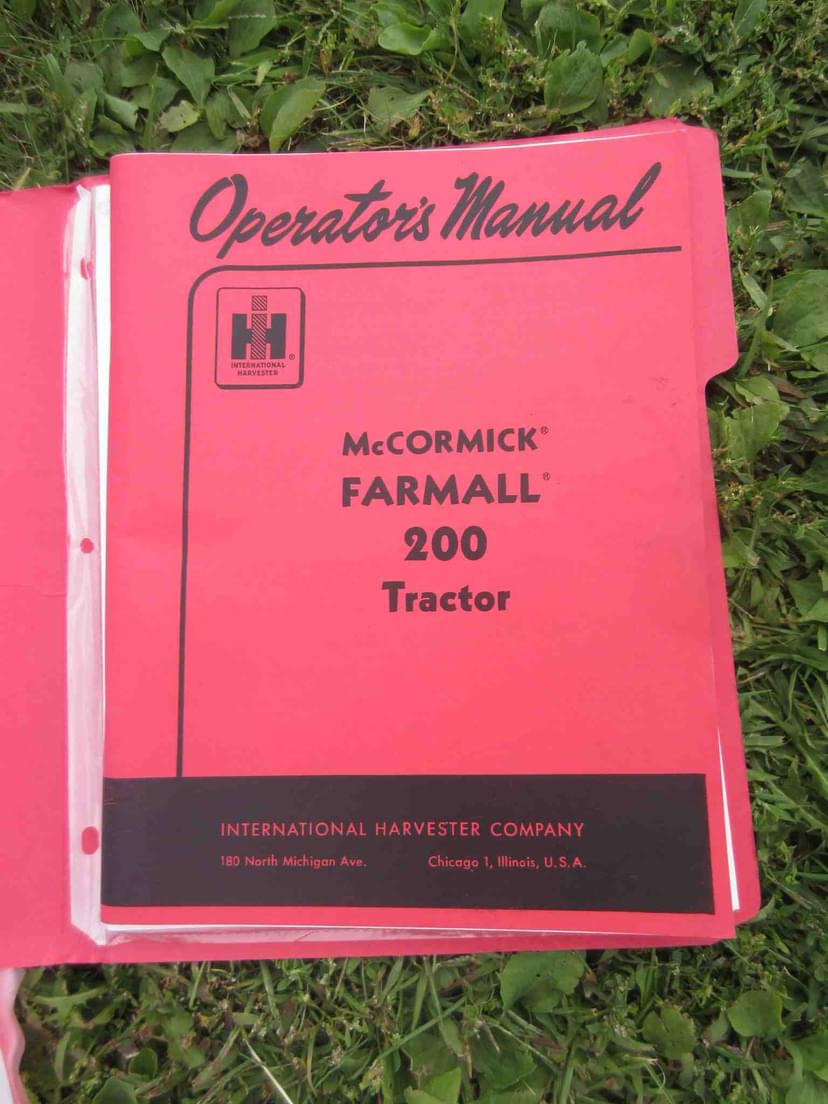 Operator's Manual
IH
®
INTERNATIONAL
HARVESTER
McCORMICK®
FARMALL®
200
Tractor
INTERNATIONAL HARVESTER COMPANY
180 North Michigan Ave. Chicago 1, Illinois, U.S.A.